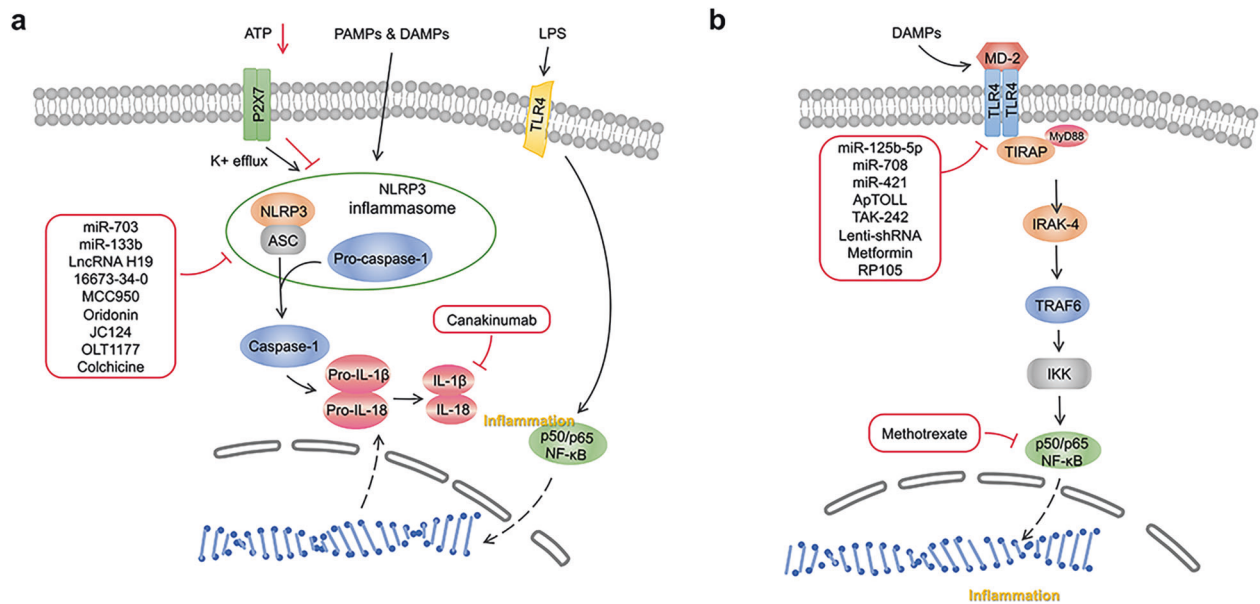 a
ATP
PAMPs & DAMPs
LPS
P2X7
TLR4
K+ efflux
NLRP3
inflammasome
NLRP3
ASC
Pro-caspase-1
miR-703
miR-133b
LncRNA H19
16673-34-0
MCC950
Oridonin
JC124
OLT1177
Colchicine
Canakinumab
Caspase-1
Pro-IL-1β
Pro-IL-18
IL-1β
IL-18
Inflammation
p50/p65
NF-κB
b
DAMPs
MD-2
TLR4
TLR4
MyD88
TIRAP
miR-125b-5p
miR-708
miR-421
ApTOLL
TAK-242
Lenti-shRNA
Metformin
RP105
IRAK-4
TRAF6
IKK
Methotrexate
p50/p65
NF-κB
Inflammation